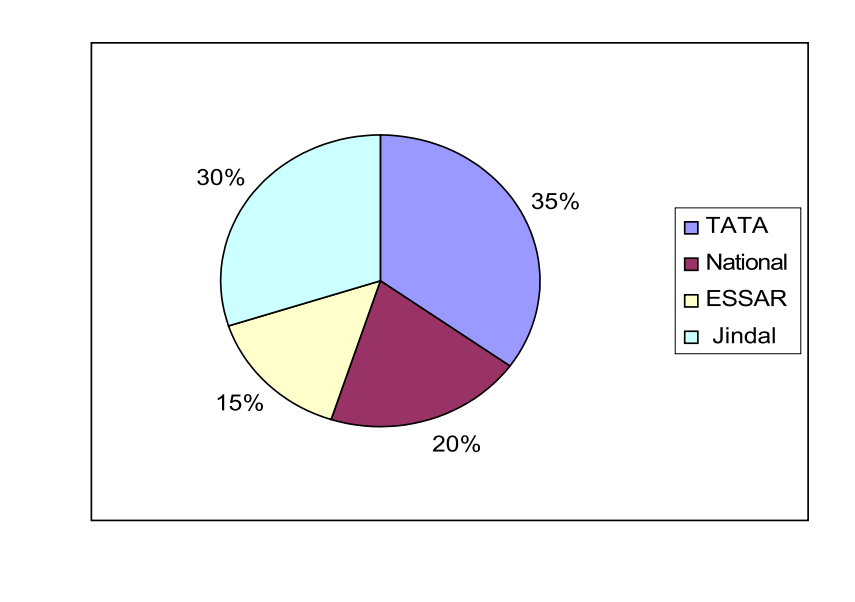 30%
35%
15%
20%
TATA
National
ESSAR
Jindal